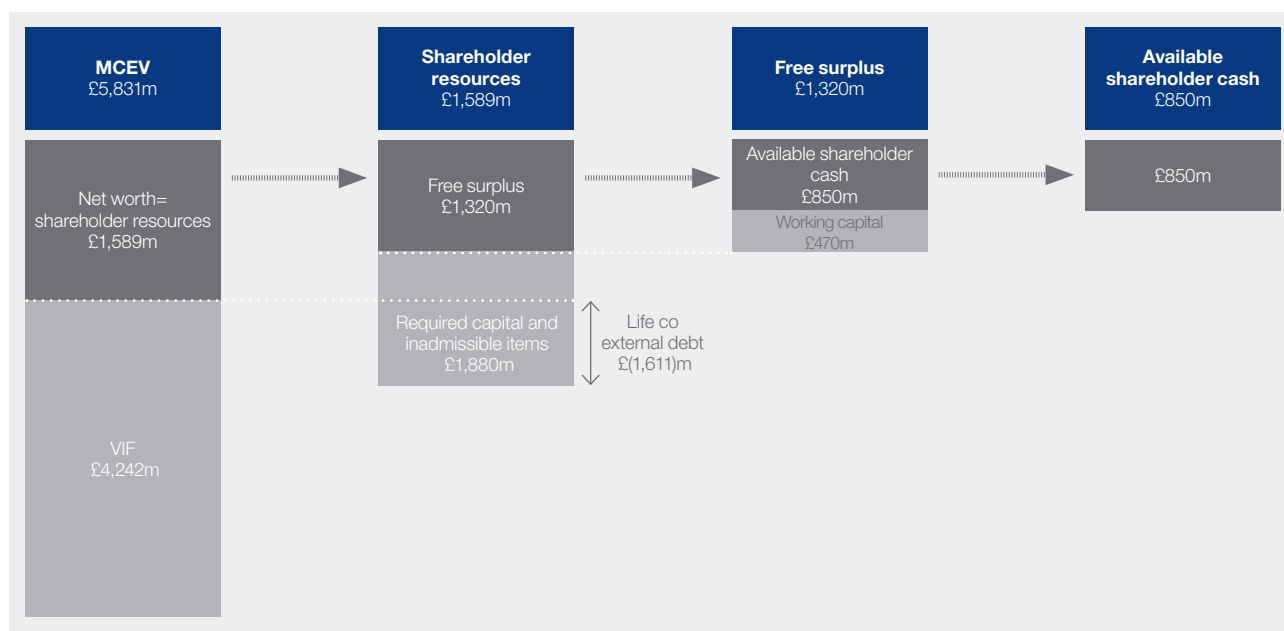 MCEV
£5,831m
Net worth=
shareholder resources
£1,589m
VIF
£4,242m
Shareholder
resources
£1,589m
Free surplus
£1,320m
Required capital and
inadmissible items
£1,880m
Life co
external debt
£(1,611)m
Free surplus
£1,320m
Available shareholder
cash
£850m
Working capital
£470m
Available
shareholder cash
£850m
£850m